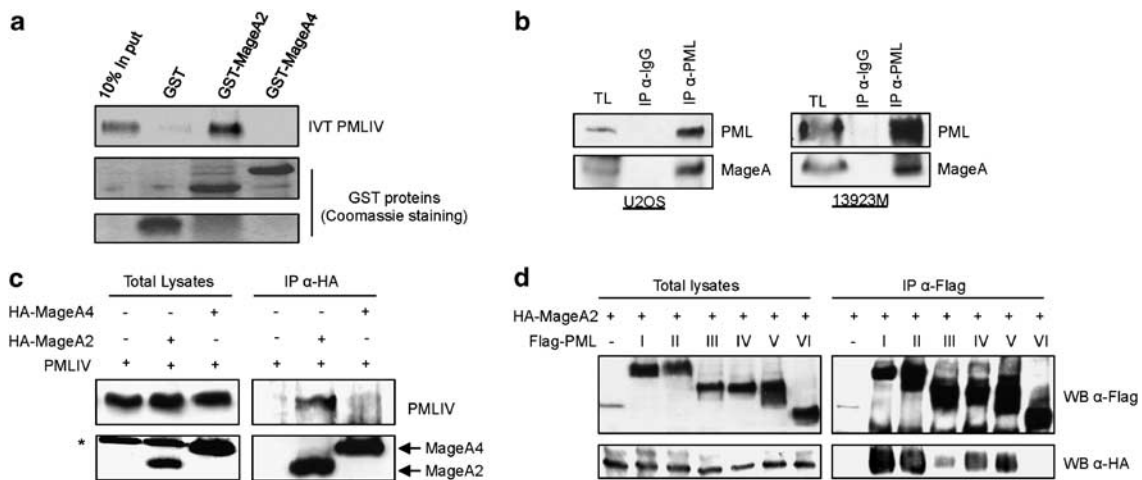 a
10% In put
GST
GST-MageA2
GST-MageA4
IVT PMLIV
GST proteins
(Coomassie staining)
b
TL
IP α-IgG
IP α-PML
PML
MageA
U2OS
TL
IP α-IgG
IP α-PML
PML
MageA
13923M
c
Total Lysates IP α-HA
HA-MageA4 - - + - - +
HA-MageA2 - + - - + -
PMLIV + + + + + +
PMLIV
*
MageA4
MageA2
d
Total lysates IP α-Flag
HA-MageA2 + + + + + + + + + + + + + +
Flag-PML - I II III IV V VI - I II III IV V VI
WB α-Flag
WB α-HA